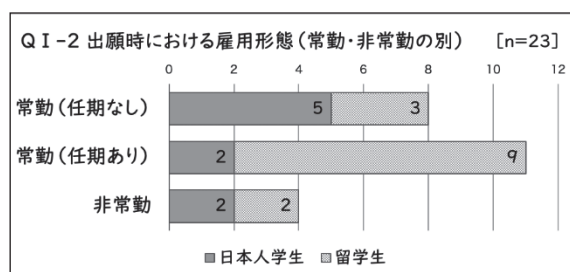 QⅠ-2 出願時における雇用形態(常勤・非常勤の別) [n=23]
0 2 4 6 8 10 12
常勤(任期なし) 5 3
常勤(任期あり) 2 9
非常勤 2 2
日本人学生 留学生